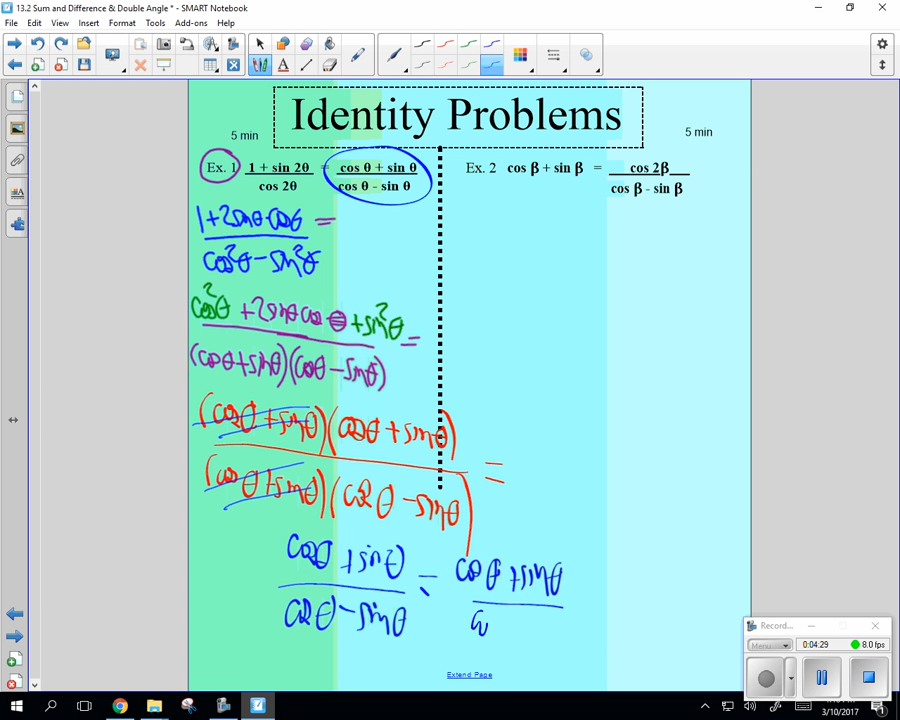 13.2 Sum and Difference & Double Angle * - SMART Notebook
File Edit View Insert Format Tools Add-ons Help
Identity Problems
5 min
5 min
Ex. 1 1 + sin 2θ = cos θ + sin θ
cos 2θ cos θ - sin θ
Ex. 2 cos β + sin β = cos 2β
cos β - sin β
1+2sinθ cosθ =
cos²θ - sin²θ
cos²θ +2sinθ cos θ +sin²θ =
(cosθ+sinθ)(cosθ-sinθ)
(cosθ+sinθ)(cosθ+sinθ) =
(cosθ+sinθ)(cosθ-sinθ)
cosθ +sinθ = cosθ +sinθ
cosθ -sinθ
Extend Page
Record...
Menu 0:04:29 8.0 fps
3/10/2017